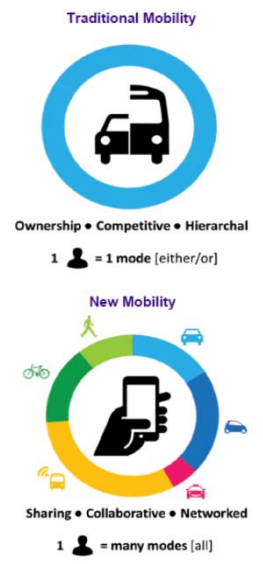 Traditional Mobility
Ownership ● Competitive ● Hierarchal
1 = 1 mode [either/or]
New Mobility
Sharing ● Collaborative ● Networked
1 = many modes [all]